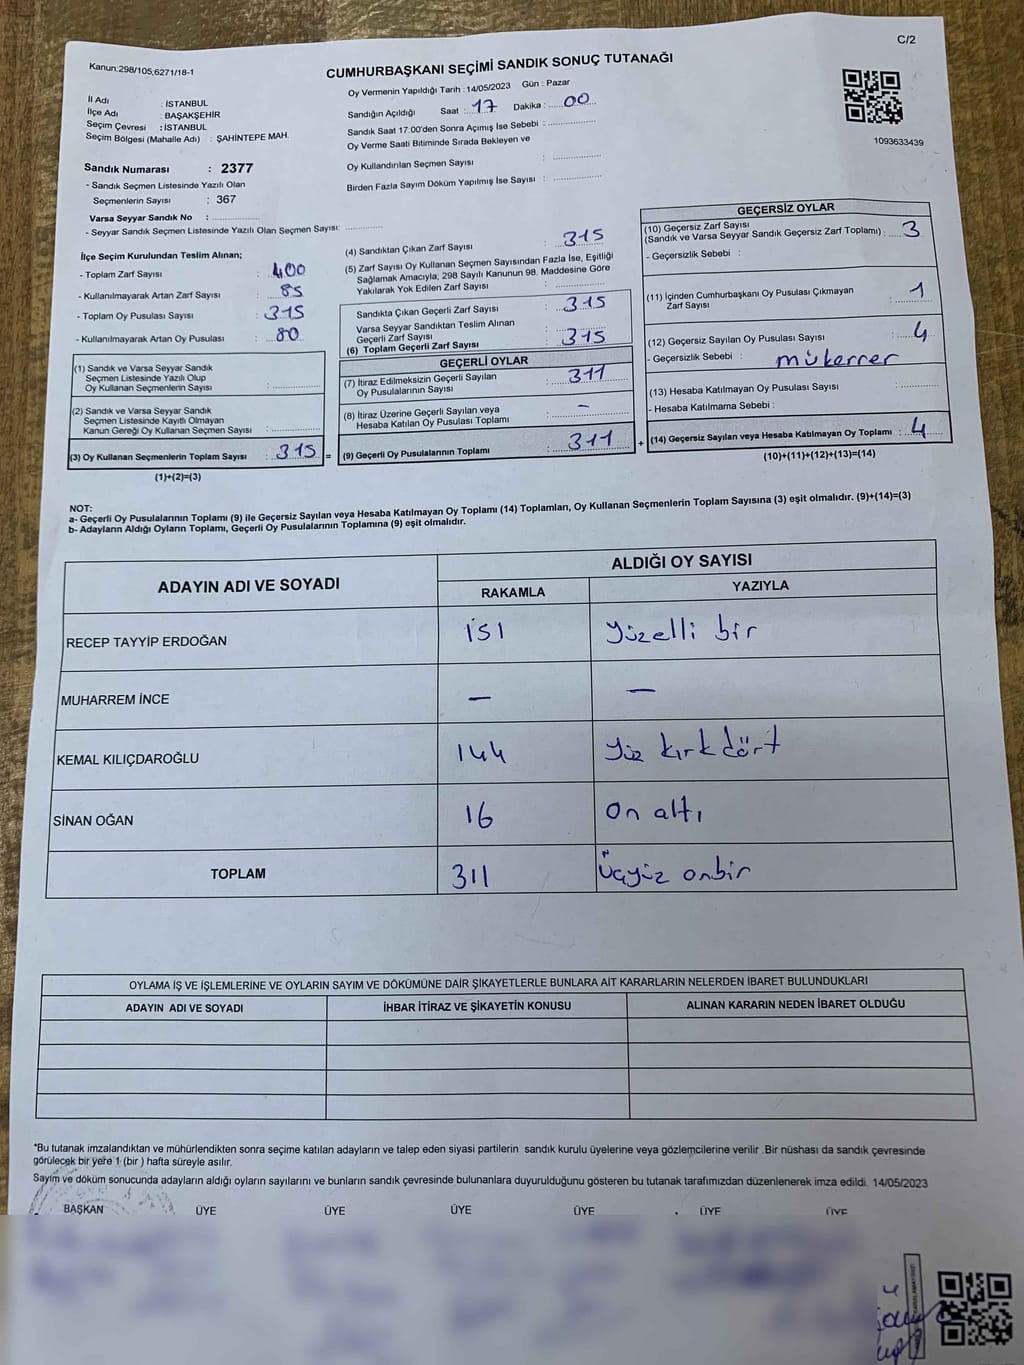 C/2
Kanun:298/105,6271/18-1
CUMHURBAŞKANI SEÇİMİ SANDIK SONUÇ TUTANAĞI
Oy Vermenin Yapıldığı Tarih :14/05/2023 Gün : Pazar
İl Adı : İSTANBUL
İlçe Adı : BAŞAKŞEHİR
Seçim Çevresi : İSTANBUL
Seçim Bölgesi (Mahalle Adı) : ŞAHİNTEPE MAH.
Sandığın Açıldığı Saat : 17 Dakika : 00
Sandık Saat 17:00'den Sonra Açımış İse Sebebi :
Oy Verme Saati Bitiminde Sırada Bekleyen ve
Oy Kullandırılan Seçmen Sayısı :
Birden Fazla Sayım Döküm Yapılmış İse Sayısı :
1093633439
Sandık Numarası : 2377
- Sandık Seçmen Listesinde Yazılı Olan
Seçmenlerin Sayısı : 367
Varsa Seyyar Sandık No :
- Seyyar Sandık Seçmen Listesinde Yazılı Olan Seçmen Sayısı:
İlçe Seçim Kurulundan Teslim Alınan;
- Toplam Zarf Sayısı : 400
- Kullanılmayarak Artan Zarf Sayısı : 85
- Toplam Oy Pusulası Sayısı : 315
- Kullanılmayarak Artan Oy Pusulası : 80
(1) Sandık ve Varsa Seyyar Sandık
Seçmen Listesinde Yazılı Olup
Oy Kullanan Seçmenlerin Sayısı :
(2) Sandık ve Varsa Seyyar Sandık
Seçmen Listesinde Kayıtlı Olmayan
Kanun Gereği Oy Kullanan Seçmen Sayısı :
(3) Oy Kullanan Seçmenlerin Toplam Sayısı : 315 =
(1)+(2)=(3)
(4) Sandıktan Çıkan Zarf Sayısı : 315
(5) Zarf Sayısı Oy Kullanan Seçmen Sayısından Fazla İse, Eşitliği
Sağlamak Amacıyla, 298 Sayılı Kanunun 98. Maddesine Göre
Yakılarak Yok Edilen Zarf Sayısı :
Sandıkta Çıkan Geçerli Zarf Sayısı : 315
Varsa Seyyar Sandıktan Teslim Alınan
Geçerli Zarf Sayısı :
(6) Toplam Geçerli Zarf Sayısı : 315
GEÇERLİ OYLAR
(7) İtiraz Edilmeksizin Geçerli Sayılan
Oy Pusulalarının Sayısı : 311
(8) İtiraz Üzerine Geçerli Sayılan veya
Hesaba Katılan Oy Pusulası Toplamı : –
(9) Geçerli Oy Pusulalarının Toplamı : 311 +
GEÇERSİZ OYLAR
(10) Geçersiz Zarf Sayısı
(Sandık ve Varsa Seyyar Sandık Geçersiz Zarf Toplamı) : 3
- Geçersizlik Sebebi :
(11) İçinden Cumhurbaşkanı Oy Pusulası Çıkmayan
Zarf Sayısı : 1
(12) Geçersiz Sayılan Oy Pusulası Sayısı : 4
- Geçersizlik Sebebi : mükerrer
(13) Hesaba Katılmayan Oy Pusulası Sayısı :
- Hesaba Katılmama Sebebi :
(14) Geçersiz Sayılan veya Hesaba Katılmayan Oy Toplamı : 4
(10)+(11)+(12)+(13)=(14)
NOT:
a- Geçerli Oy Pusulalarının Toplamı (9) ile Geçersiz Sayılan veya Hesaba Katılmayan Oy Toplamı (14) Toplamları, Oy Kullanan Seçmenlerin Toplam Sayısına (3) eşit olmalıdır. (9)+(14)=(3)
b- Adayların Aldığı Oyların Toplamı, Geçerli Oy Pusulalarının Toplamına (9) eşit olmalıdır.
ADAYIN ADI VE SOYADI ALDIĞI OY SAYISI
RAKAMLA YAZIYLA
RECEP TAYYİP ERDOĞAN 151 Yüzelli bir
MUHARREM İNCE – –
KEMAL KILIÇDAROĞLU 144 Yüz kırk dört
SİNAN OĞAN 16 On altı
TOPLAM 311 Üçyüz onbir
OYLAMA İŞ VE İŞLEMLERİNE VE OYLARIN SAYIM VE DÖKÜMÜNE DAİR ŞİKAYETLERLE BUNLARA AİT KARARLARIN NELERDEN İBARET BULUNDUKLARI
ADAYIN ADI VE SOYADI İHBAR İTİRAZ VE ŞİKAYETİN KONUSU ALINAN KARARIN NEDEN İBARET OLDUĞU
*Bu tutanak imzalandıktan ve mühürlendikten sonra seçime katılan adayların ve talep eden siyasi partilerin sandık kurulu üyelerine veya gözlemcilerine verilir .Bir nüshası da sandık çevresinde
görülecek bir yere 1 (bir ) hafta süreyle asılır.
Sayım ve döküm sonucunda adayların aldığı oyların sayılarını ve bunların sandık çevresinde bulunanlara duyurulduğunu gösteren bu tutanak tarafımızdan düzenlenerek imza edildi. 14/05/2023
BAŞKAN ÜYE ÜYE ÜYE ÜYE ÜYE ÜYE